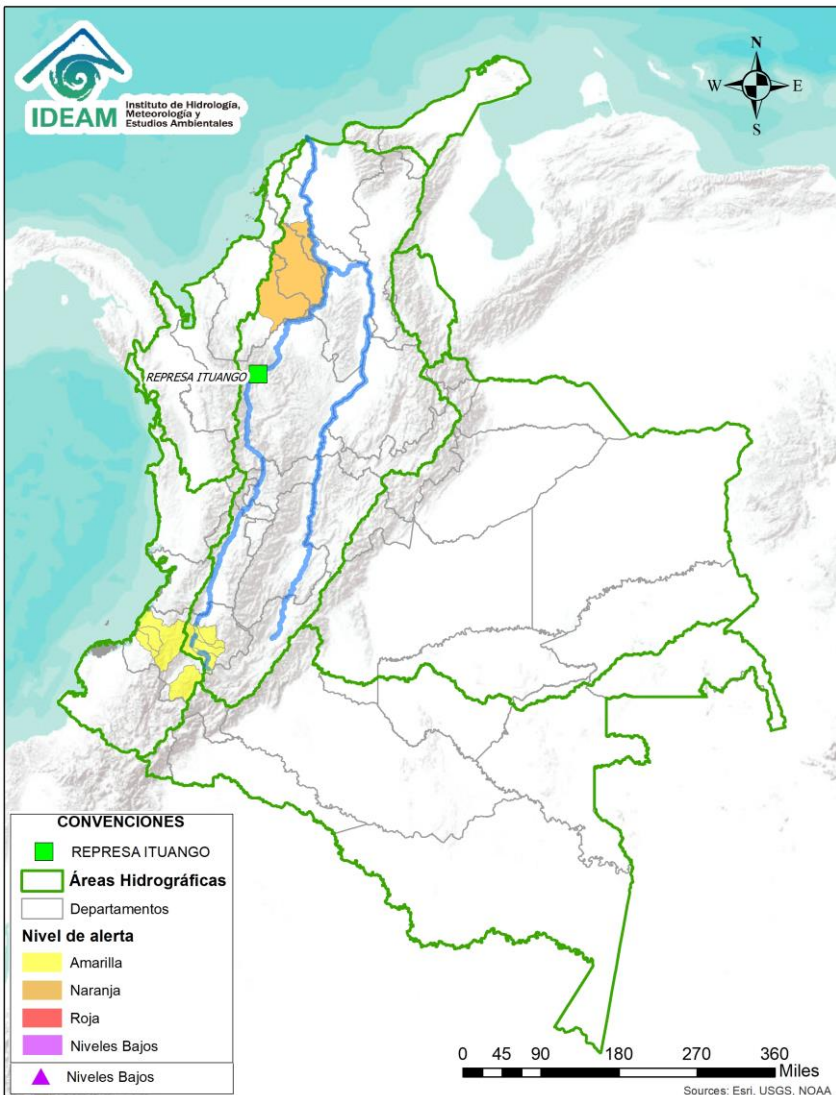 IDEAM
Instituto de Hidrología,
Meteorología y
Estudios Ambientales
N
W E
S
REPRESA ITUANGO
CONVENCIONES
REPRESA ITUANGO
Áreas Hidrográficas
Departamentos
Nivel de alerta
Amarilla
Naranja
Roja
Niveles Bajos
Niveles Bajos
0 45 90 180 270 360
Miles
Sources: Esri, USGS, NOAA